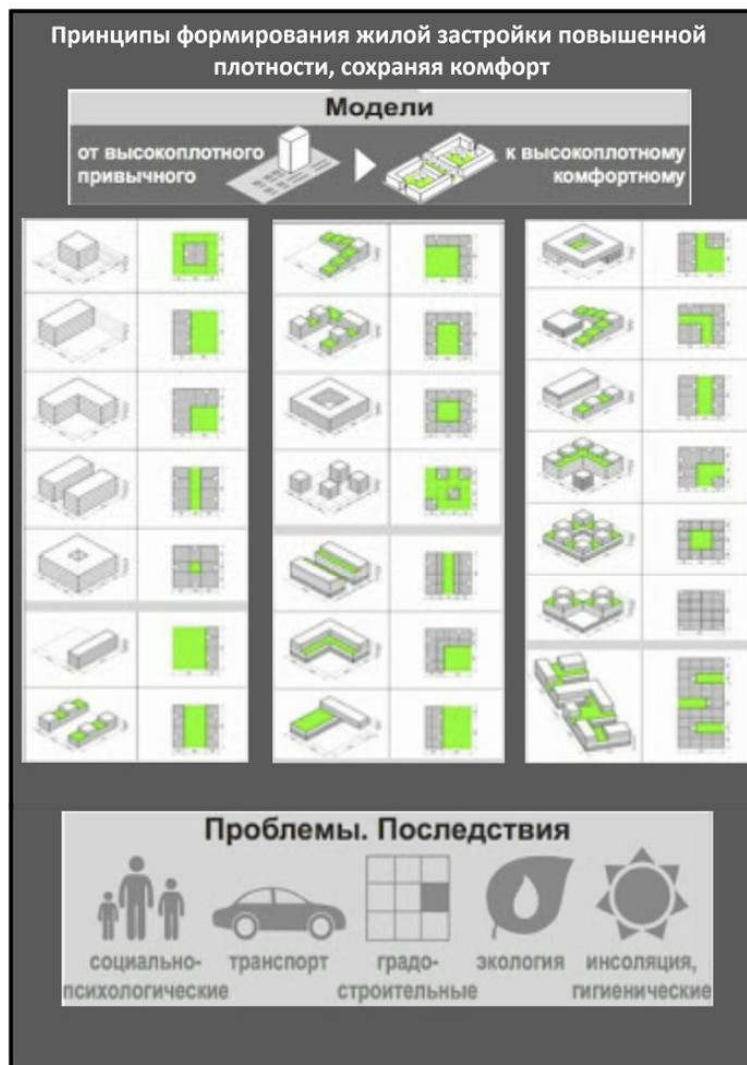 Принципы формирования жилой застройки повышенной
плотности, сохраняя комфорт
Модели
от высокоплотного
привычного
к высокоплотному
комфортному
Проблемы. Последствия
социально-
психологические
транспорт
градо-
строительные
экология
инсоляция,
гигиенические